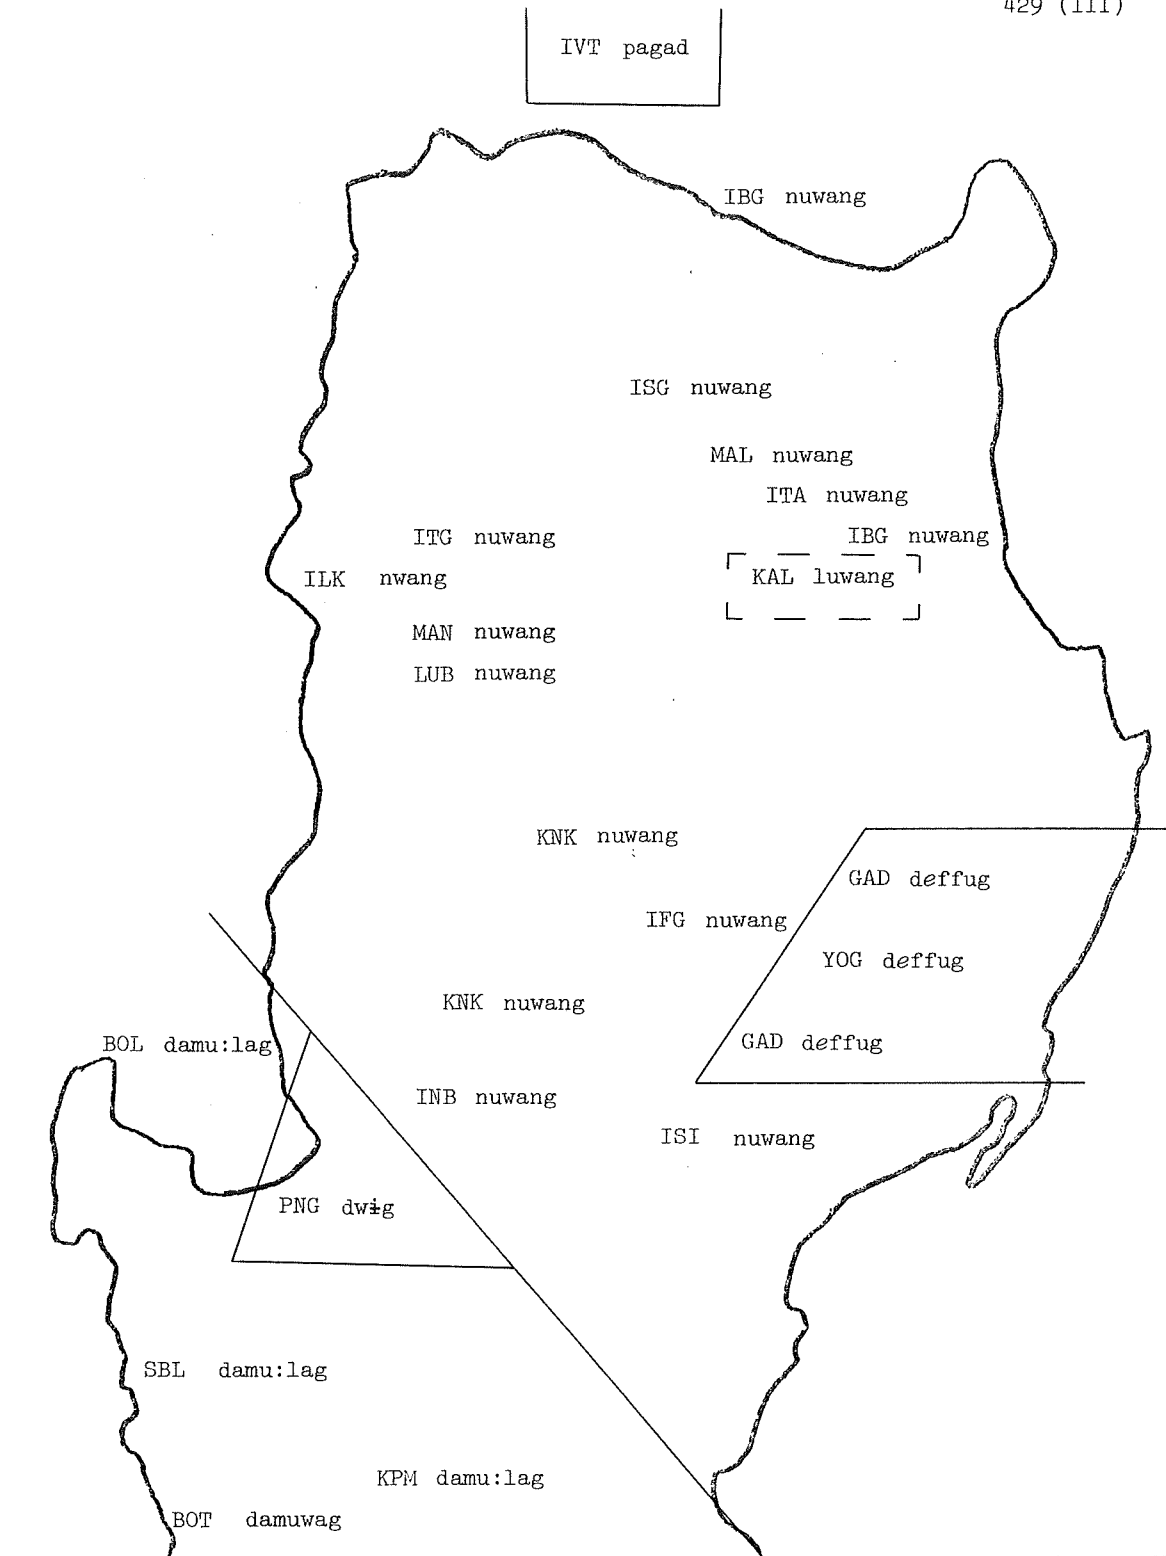 429 (111)
IVT pagad
IBG nuwang
ISG nuwang
MAL nuwang
ITA nuwang
ITG nuwang
IBG nuwang
ILK nwang
KAL luwang
MAN nuwang
LUB nuwang
KNK nuwang
GAD deffug
IFG nuwang
YOG deffug
KNK nuwang
GAD deffug
BOL damu:lag
INB nuwang
ISI nuwang
PNG dwɨg
SBL damu:lag
KPM damu:lag
BOT damuwag